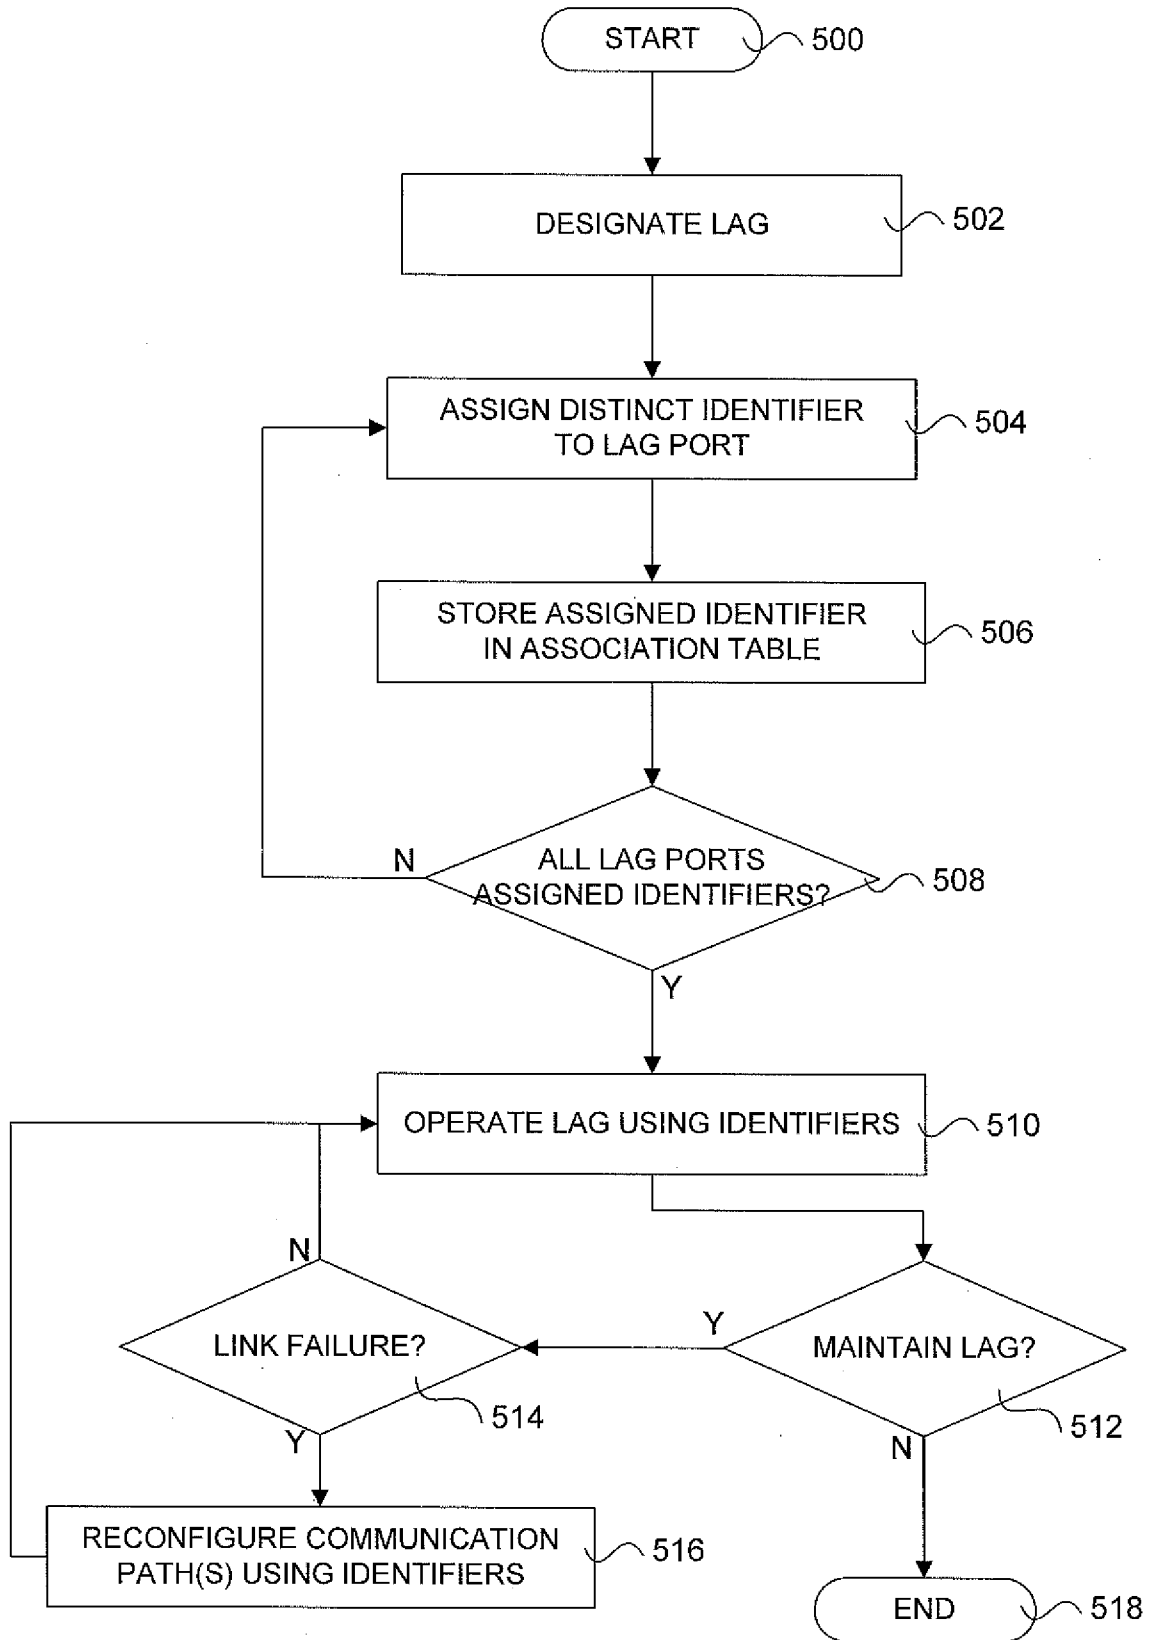 START
500
DESIGNATE LAG
502
ASSIGN DISTINCT IDENTIFIER
TO LAG PORT
504
STORE ASSIGNED IDENTIFIER
IN ASSOCIATION TABLE
506
N
ALL LAG PORTS
ASSIGNED IDENTIFIERS?
508
Y
OPERATE LAG USING IDENTIFIERS
510
N
LINK FAILURE?
514
Y
Y
MAINTAIN LAG?
512
N
RECONFIGURE COMMUNICATION
PATH(S) USING IDENTIFIERS
516
END
518